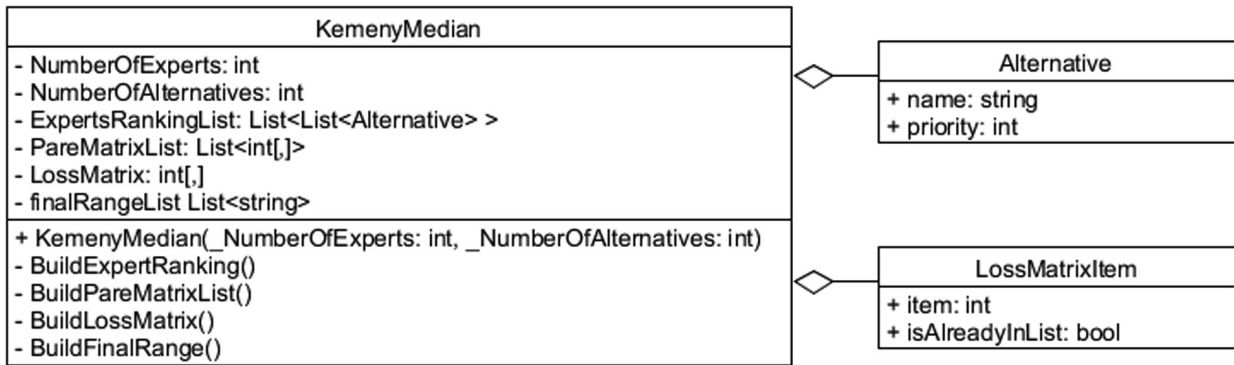 KemenyMedian
- NumberOfExperts: int
- NumberOfAlternatives: int
- ExpertsRankingList: List<List<Alternative> >
- PareMatrixList: List<int[,]>
- LossMatrix: int[,]
- finalRangeList List<string>
+ KemenyMedian(_NumberOfExperts: int, _NumberOfAlternatives: int)
- BuildExpertRanking()
- BuildPareMatrixList()
- BuildLossMatrix()
- BuildFinalRange()
Alternative
+ name: string
+ priority: int
LossMatrixItem
+ item: int
+ isAlreadyInList: bool